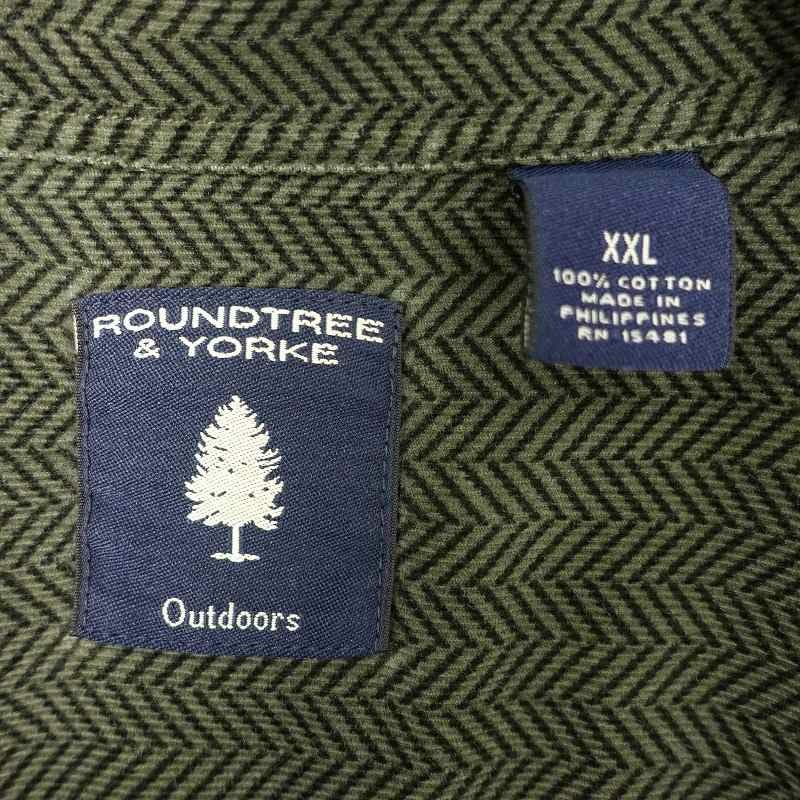 ROUNDTREE
& YORKE
Outdoors
XXL
100% COTTON
MADE IN
PHILIPPINES
RN 15481